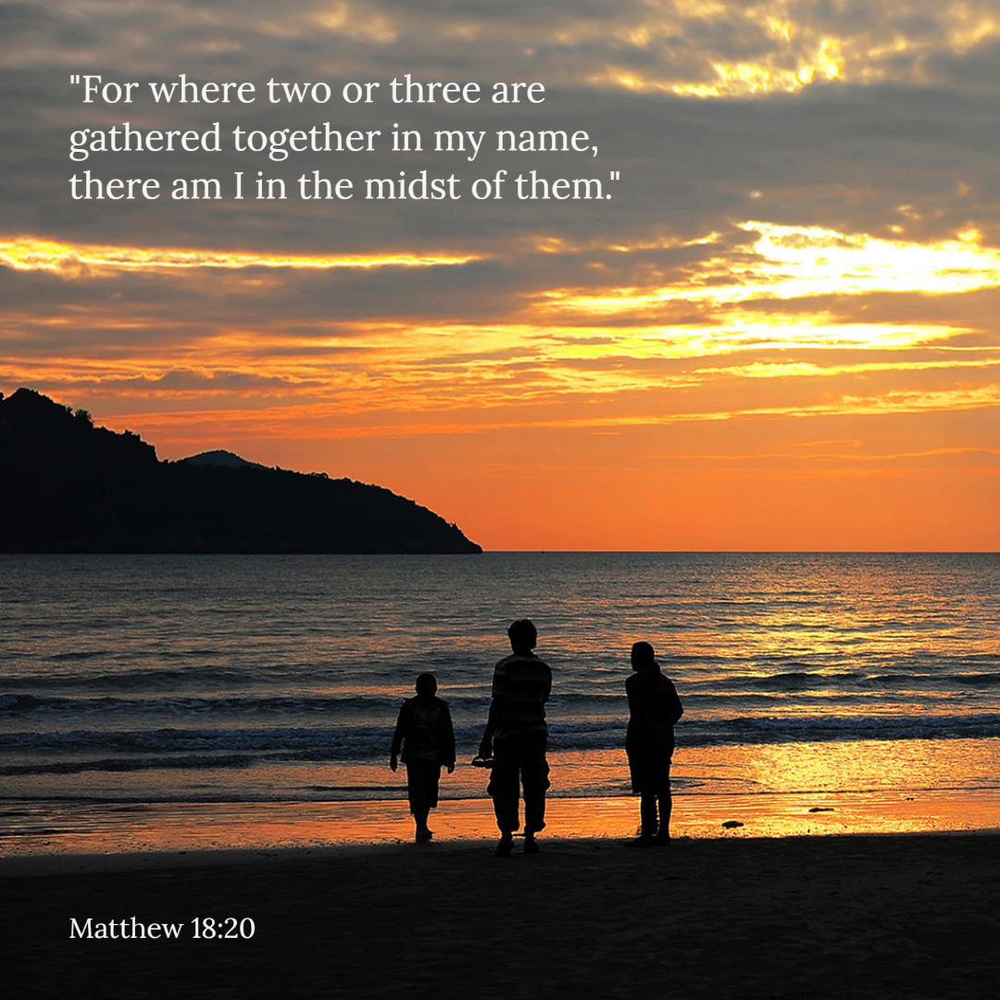 "For where two or three are
gathered together in my name,
there am I in the midst of them."
Matthew 18:20